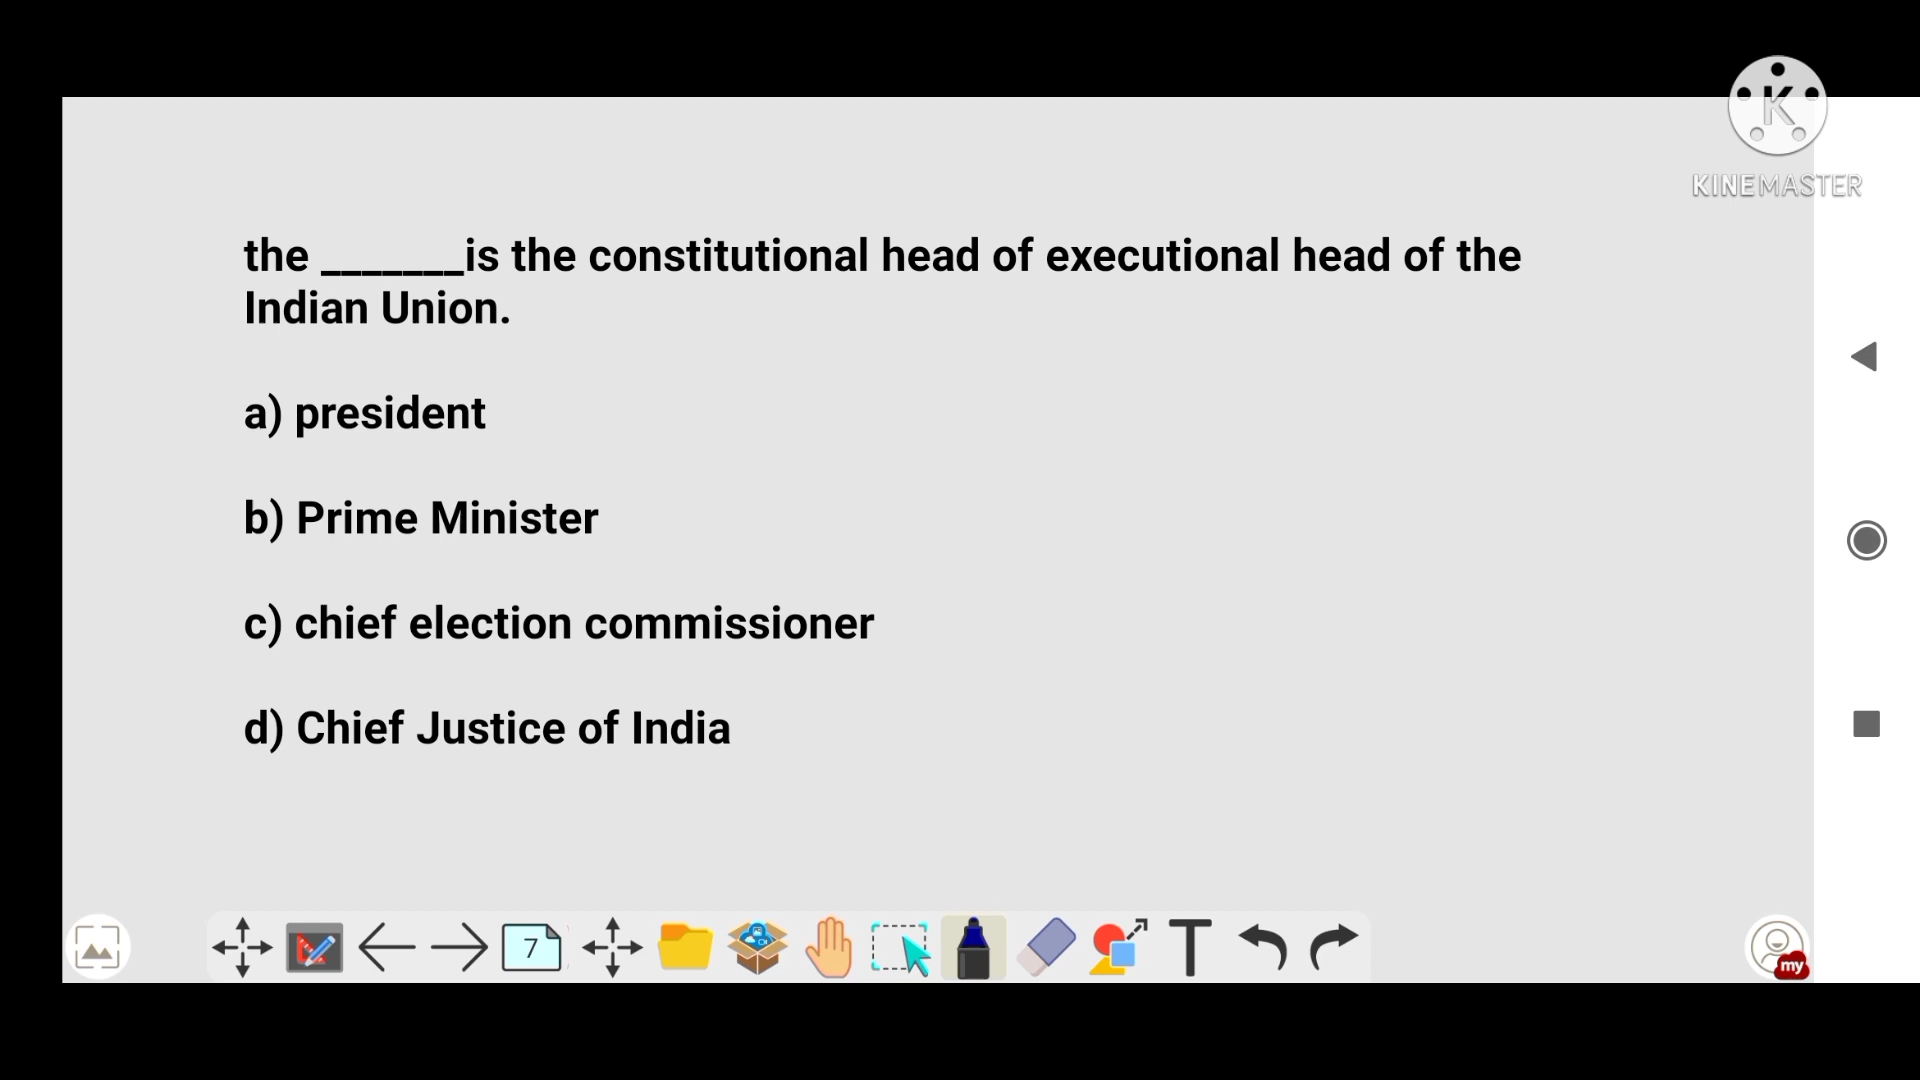 K
KINEMASTER
the _______is the constitutional head of executional head of the
Indian Union.
a) president
b) Prime Minister
c) chief election commissioner
d) Chief Justice of India
7
T
my